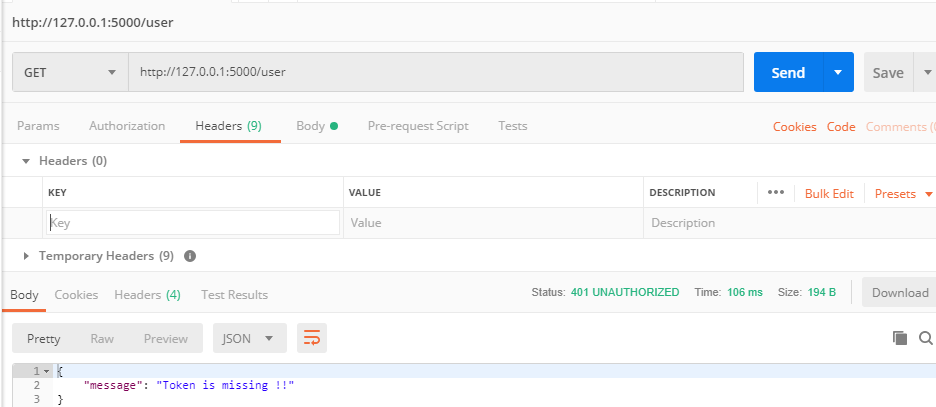 http://127.0.0.1:5000/user
GET http://127.0.0.1:5000/user Send Save
Params Authorization Headers (9) Body Pre-request Script Tests Cookies Code Comments (0
Headers (0)
KEY VALUE DESCRIPTION ••• Bulk Edit Presets
Key Value Description
Temporary Headers (9) i
Body Cookies Headers (4) Test Results Status: 401 UNAUTHORIZED Time: 106 ms Size: 194 B Download
Pretty Raw Preview JSON
1 {
2 "message": "Token is missing !!"
3 }